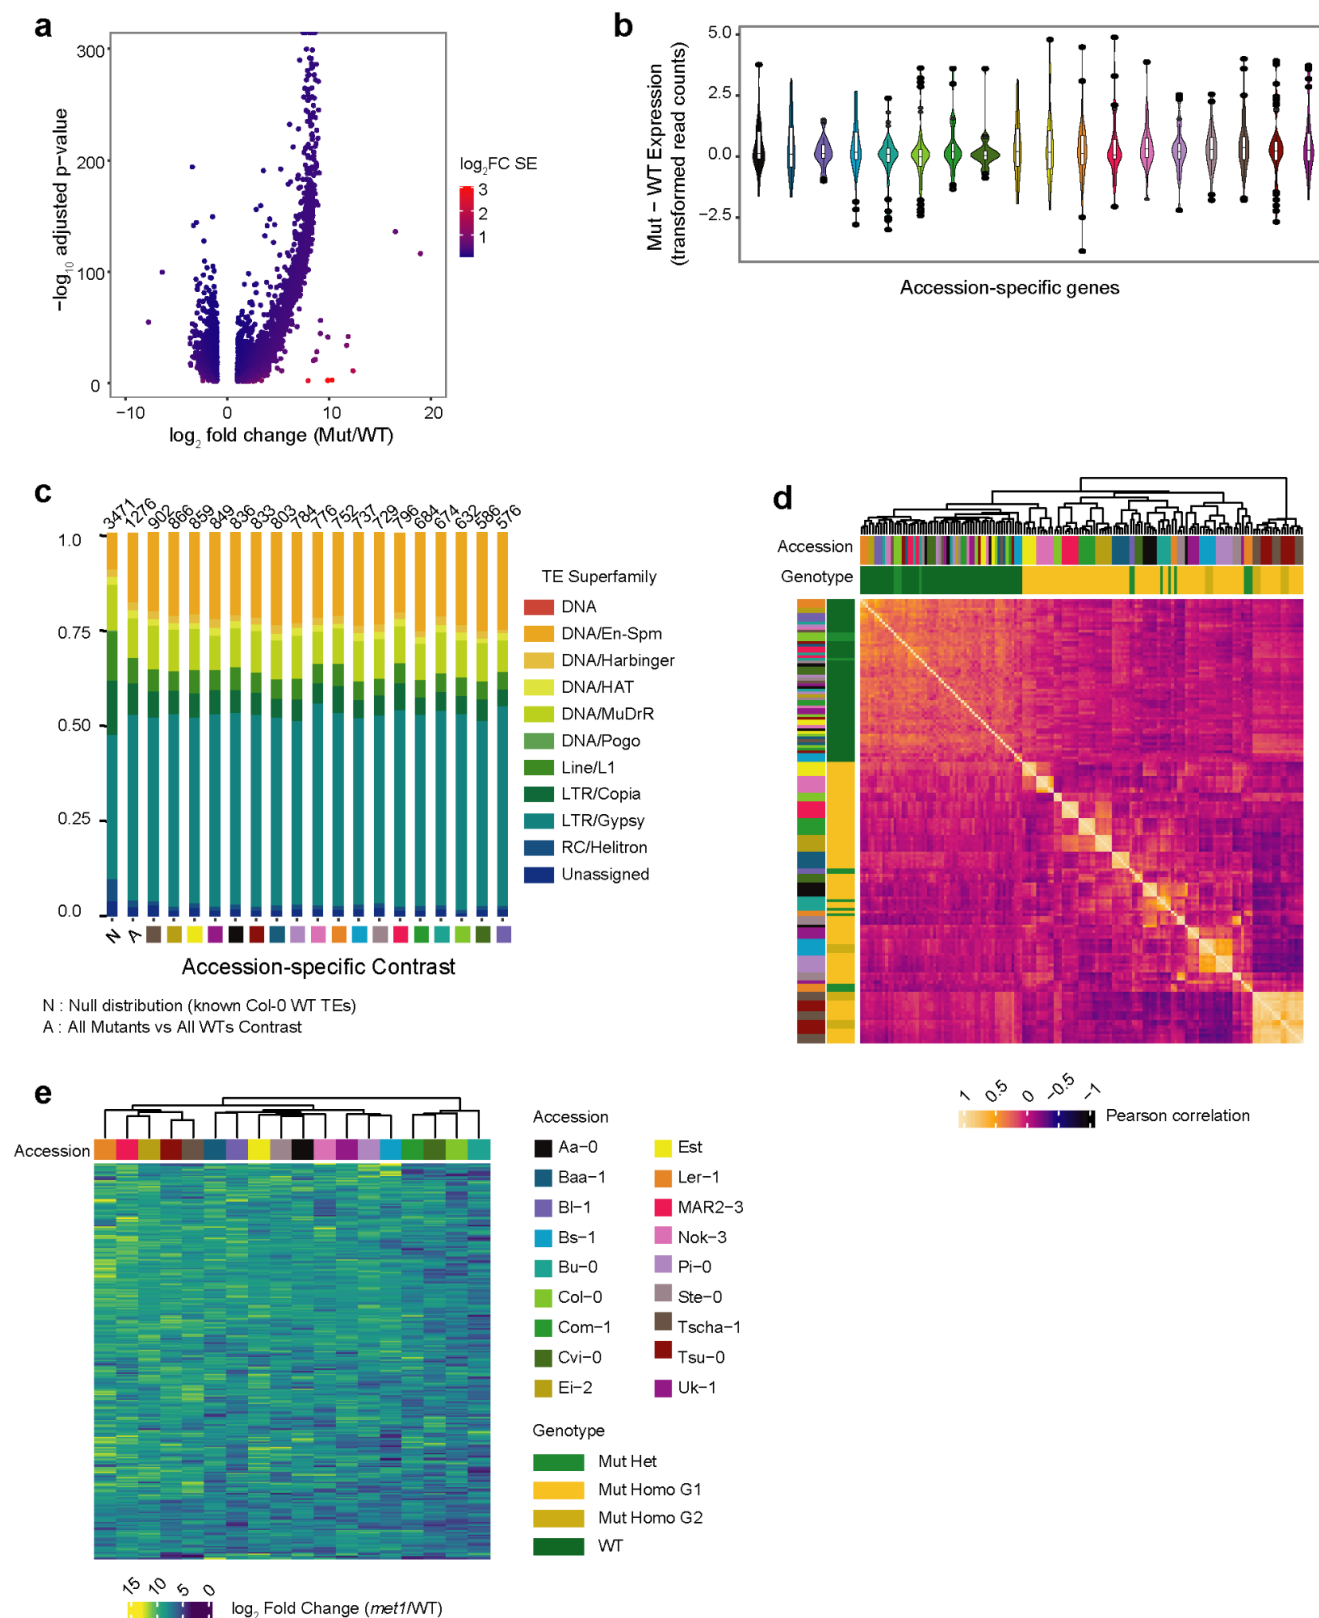 a
300
200
100
0
−log10 adjusted p-value
−10
0
10
20
log2 fold change (Mut/WT)
log2FC SE
3
2
1
b
5.0
2.5
0.0
−2.5
Mut − WT Expression
(transformed read counts)
Accession-specific genes
c
3471
1276
902
866
859
849
836
833
803
784
776
752
737
729
796
684
674
632
586
576
1.0
0.75
0.50
0.25
0.0
N
A
Accession-specific Contrast
N : Null distribution (known Col-0 WT TEs)
A : All Mutants vs All WTs Contrast
TE Superfamily
DNA
DNA/En-Spm
DNA/Harbinger
DNA/HAT
DNA/MuDrR
DNA/Pogo
Line/L1
LTR/Copia
LTR/Gypsy
RC/Helitron
Unassigned
d
Accession
Genotype
1
0.5
0
−0.5
−1
Pearson correlation
e
Accession
15
10
5
0
log2 Fold Change (met1/WT)
Accession
Aa−0
Baa−1
Bl−1
Bs−1
Bu−0
Col−0
Com−1
Cvi−0
Ei−2
Est
Ler−1
MAR2−3
Nok−3
Pi−0
Ste−0
Tscha−1
Tsu−0
Uk−1
Genotype
Mut Het
Mut Homo G1
Mut Homo G2
WT